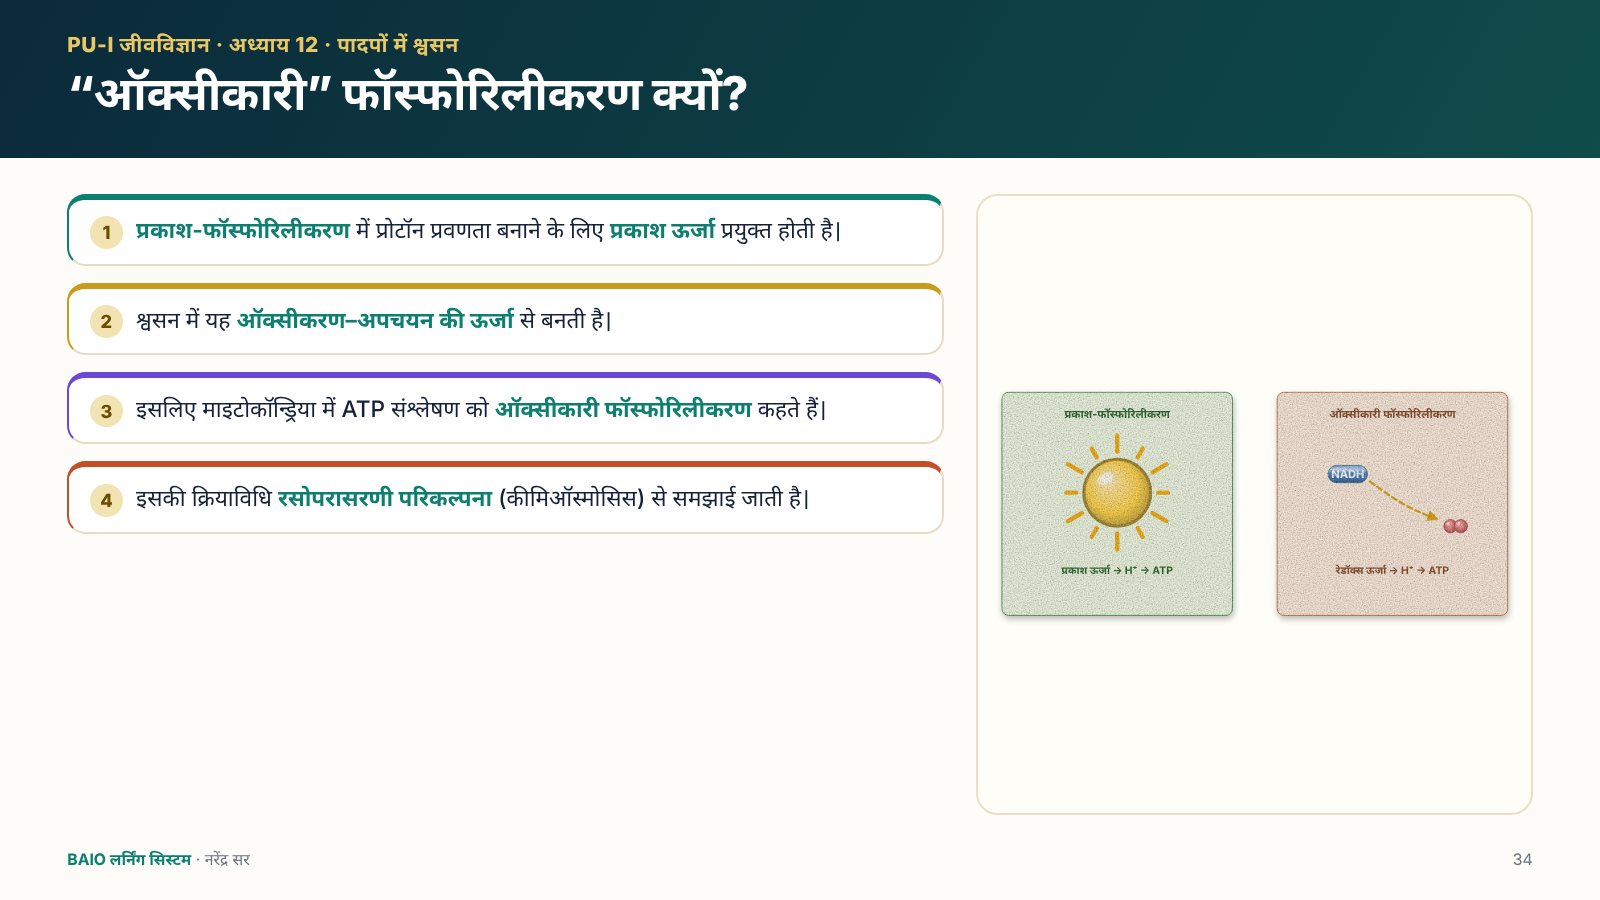 PU-I जीवविज्ञान · अध्याय 12 · पादपों में श्वसन
“ऑक्सीकारी” फॉस्फोरिलीकरण क्यों?
1 प्रकाश-फॉस्फोरिलीकरण में प्रोटॉन प्रवणता बनाने के लिए प्रकाश ऊर्जा प्रयुक्त होती है|
2 श्वसन में यह ऑक्सीकरण–अपचयन की ऊर्जा से बनती है|
3 इसलिए माइटोकॉन्ड्रिया में ATP संश्लेषण को ऑक्सीकारी फॉस्फोरिलीकरण कहते हैं|
4 इसकी क्रियाविधि रसोपरासरणी परिकल्पना (कीमिऑस्मोसिस) से समझाई जाती है|
प्रकाश-फॉस्फोरिलीकरण
प्रकाश ऊर्जा → H⁺ → ATP
ऑक्सीकारी फॉस्फोरिलीकरण
NADH
रेडॉक्स ऊर्जा → H⁺ → ATP
BAIO लर्निंग सिस्टम · नरेंद्र सर
34